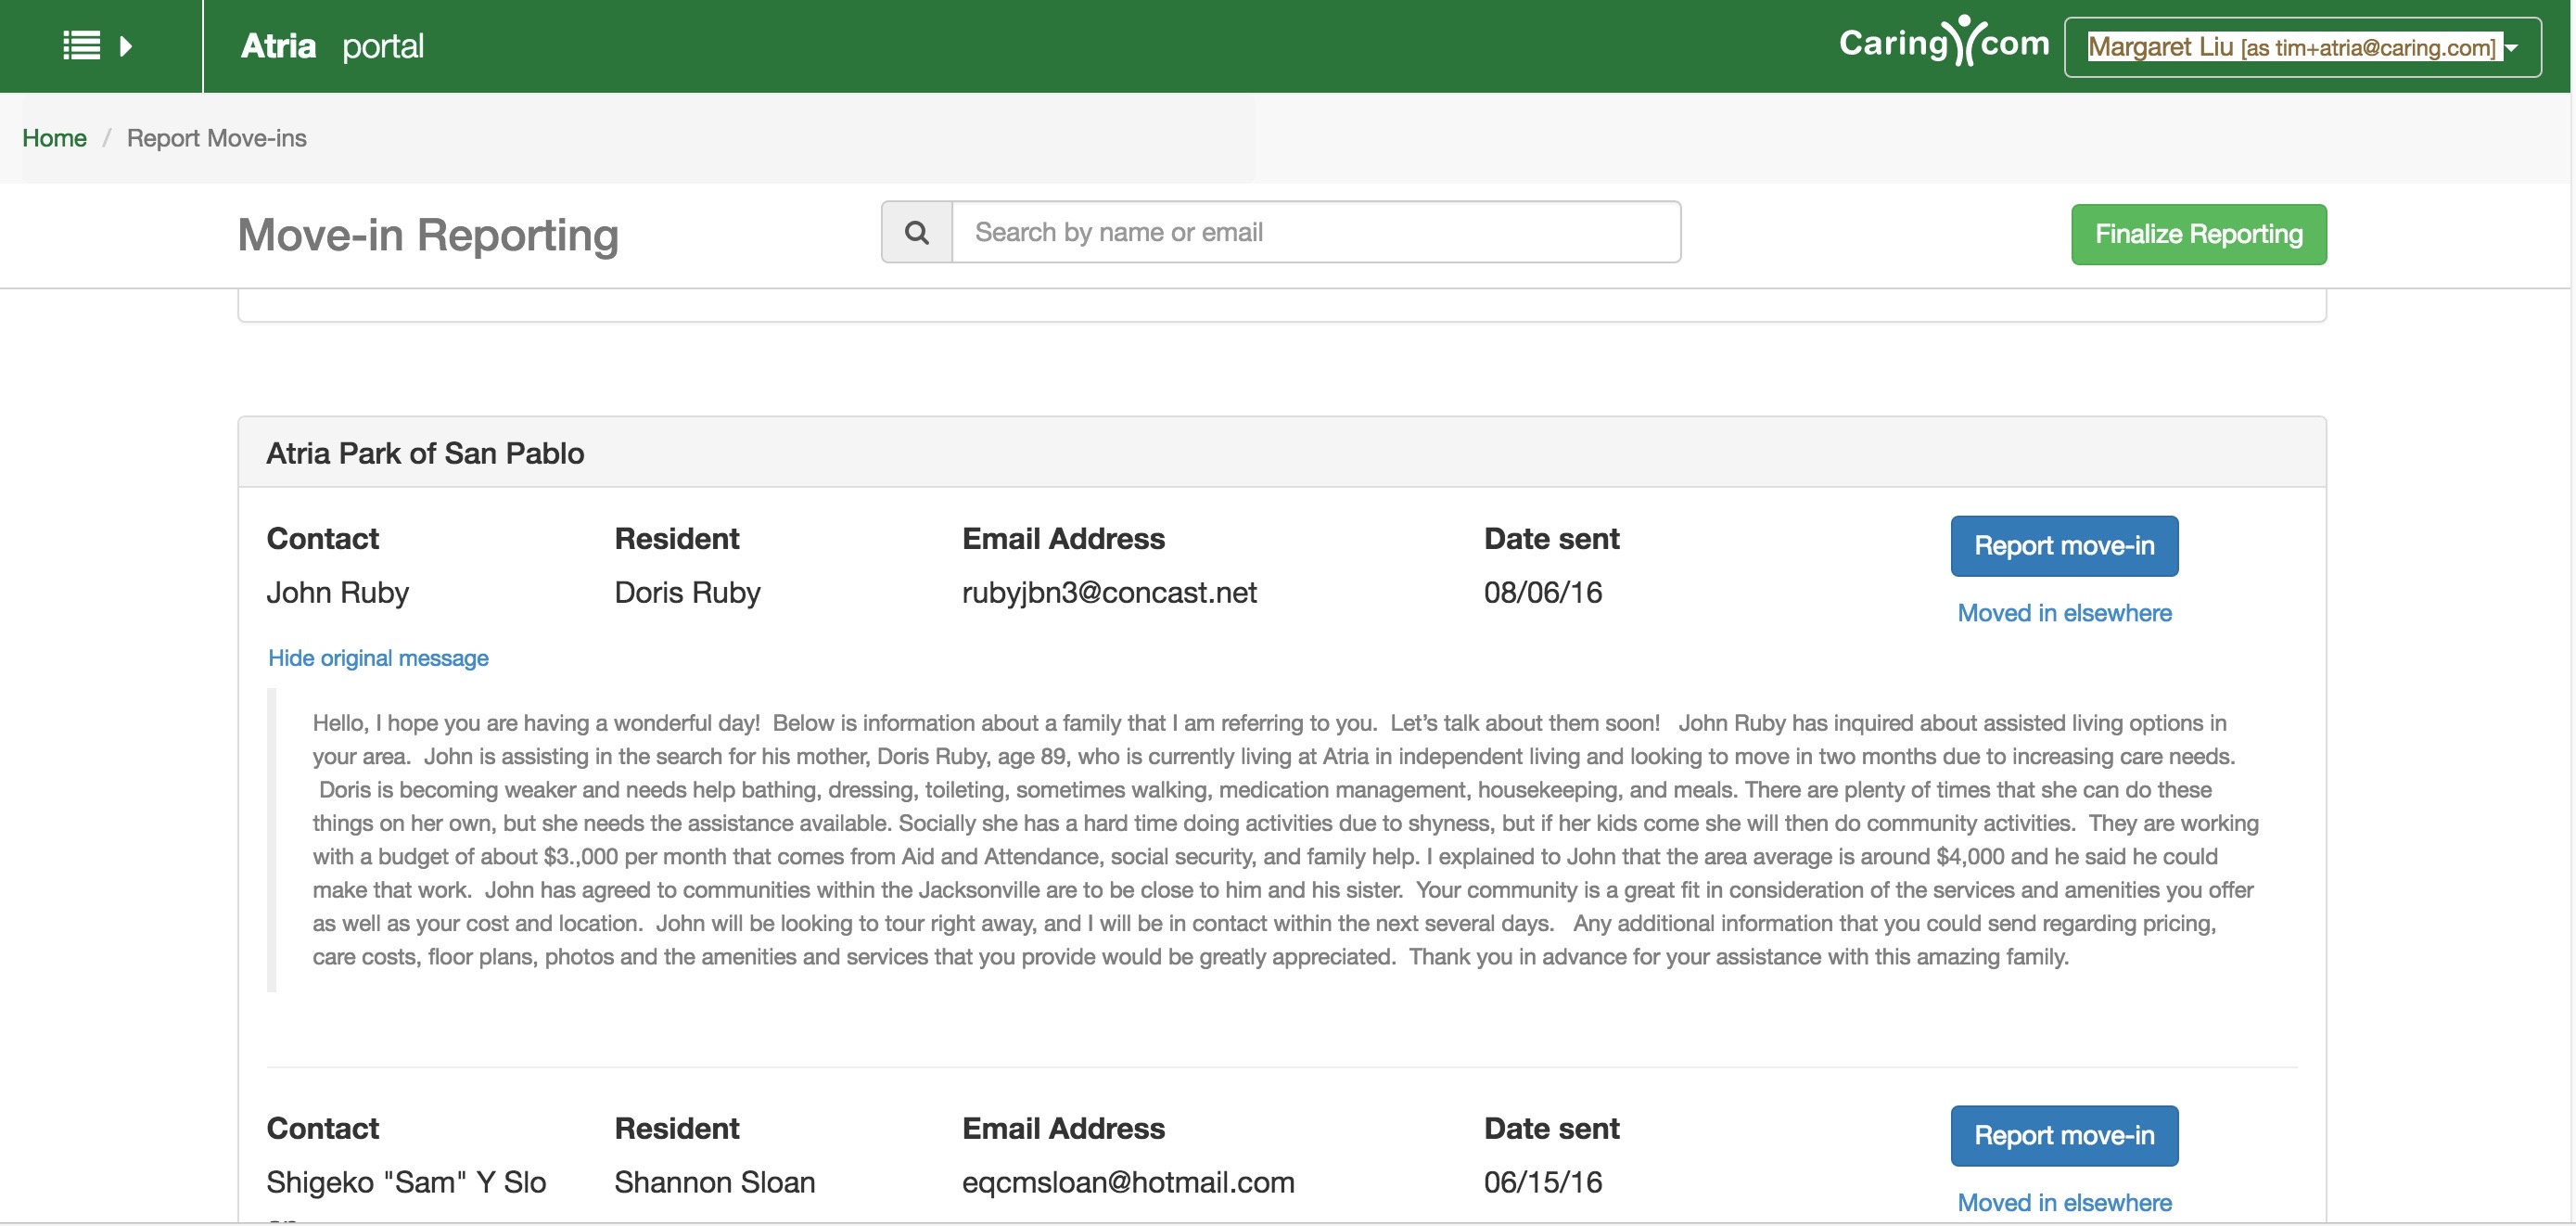 Atria portal
Caring.com
Margaret Liu [as tim+atria@caring.com]
Home / Report Move-ins
Move-in Reporting
Search by name or email
Finalize Reporting
Atria Park of San Pablo
Contact Resident Email Address Date sent Report move-in
John Ruby Doris Ruby rubyjbn3@concast.net 08/06/16
Moved in elsewhere
Hide original message
Hello, I hope you are having a wonderful day!  Below is information about a family that I am referring to you.  Let’s talk about them soon!   John Ruby has inquired about assisted living options in
your area.  John is assisting in the search for his mother, Doris Ruby, age 89, who is currently living at Atria in independent living and looking to move in two months due to increasing care needs.
Doris is becoming weaker and needs help bathing, dressing, toileting, sometimes walking, medication management, housekeeping, and meals. There are plenty of times that she can do these
things on her own, but she needs the assistance available. Socially she has a hard time doing activities due to shyness, but if her kids come she will then do community activities.  They are working
with a budget of about $3.,000 per month that comes from Aid and Attendance, social security, and family help. I explained to John that the area average is around $4,000 and he said he could
make that work.  John has agreed to communities within the Jacksonville are to be close to him and his sister.  Your community is a great fit in consideration of the services and amenities you offer
as well as your cost and location.  John will be looking to tour right away, and I will be in contact within the next several days.   Any additional information that you could send regarding pricing,
care costs, floor plans, photos and the amenities and services that you provide would be greatly appreciated.  Thank you in advance for your assistance with this amazing family.
Contact Resident Email Address Date sent Report move-in
Shigeko "Sam" Y Slo Shannon Sloan eqcmsloan@hotmail.com 06/15/16
Moved in elsewhere